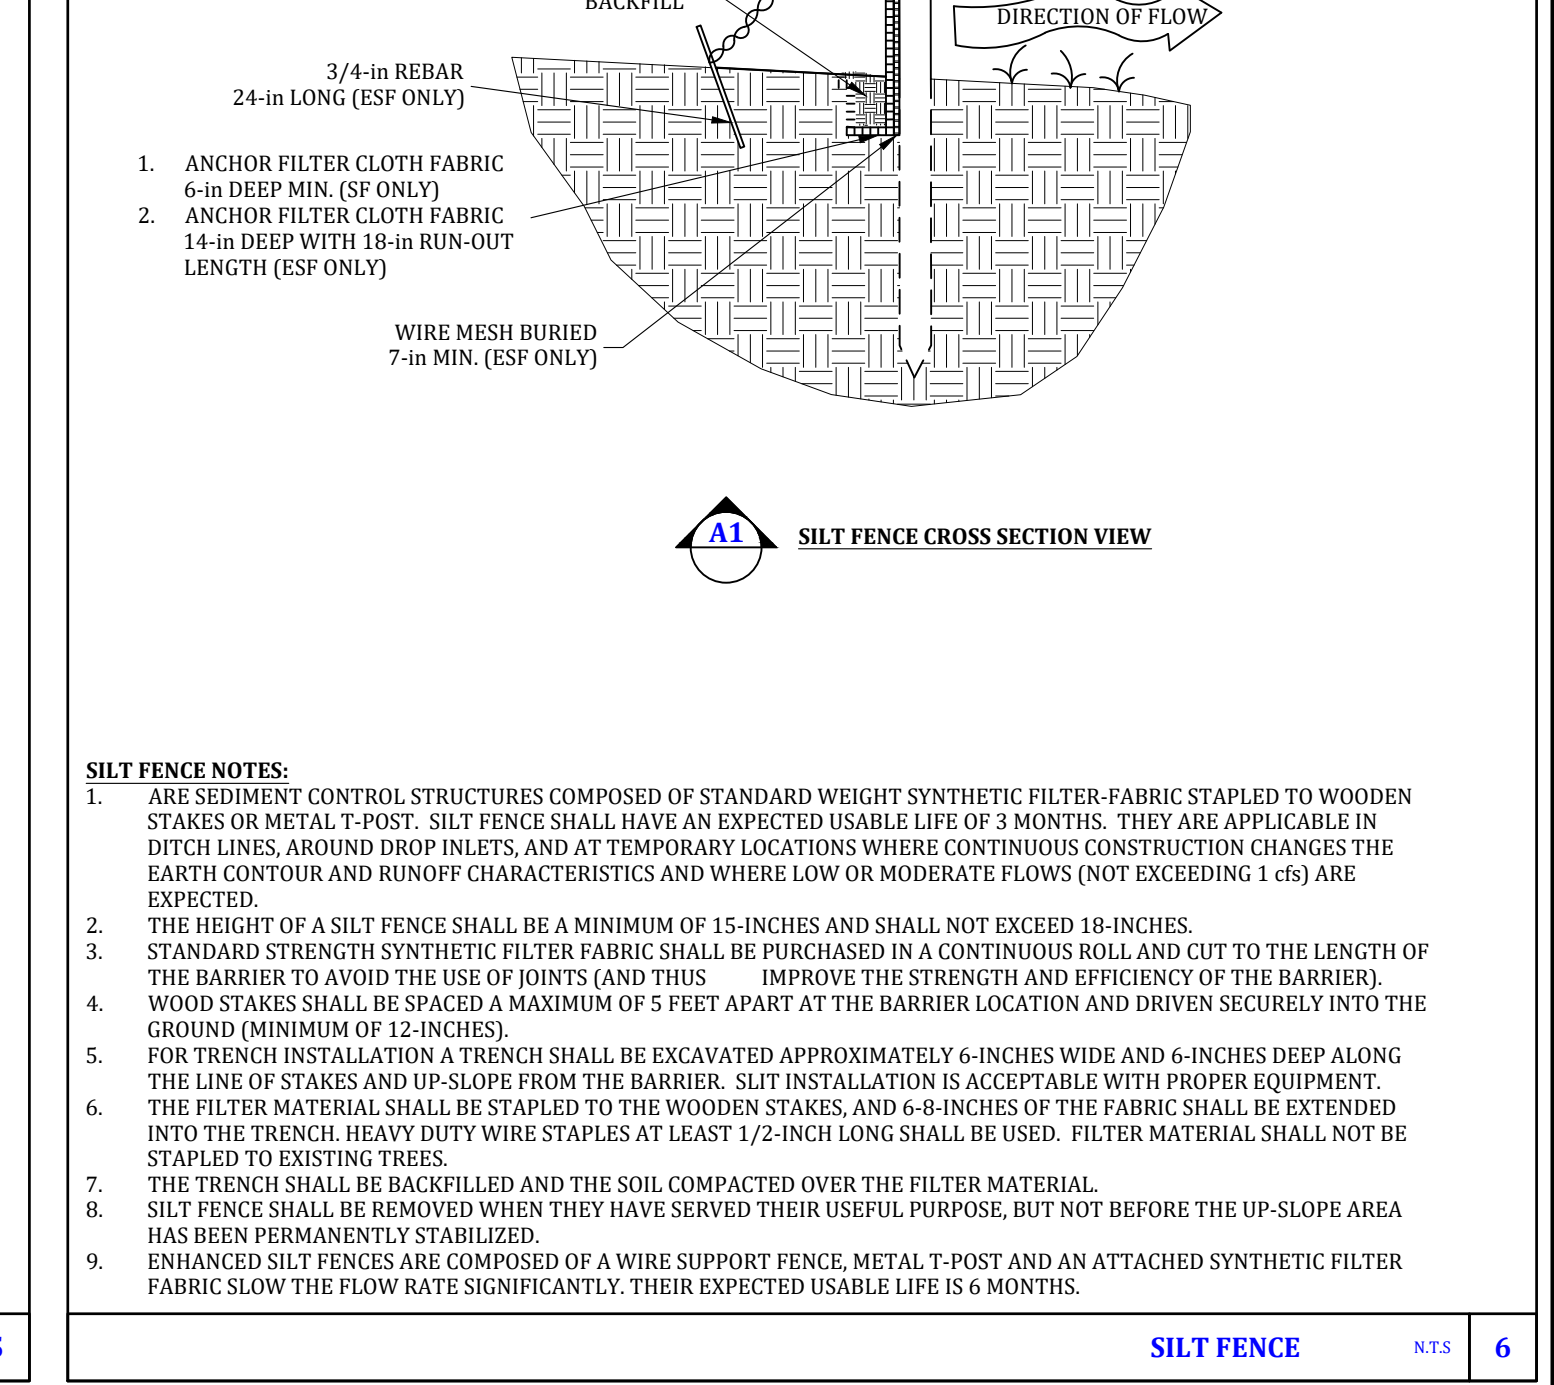 BACKFILL
DIRECTION OF FLOW
3/4-in REBAR
24-in LONG (ESF ONLY)
1. ANCHOR FILTER CLOTH FABRIC
6-in DEEP MIN. (SF ONLY)
2. ANCHOR FILTER CLOTH FABRIC
14-in DEEP WITH 18-in RUN-OUT
LENGTH (ESF ONLY)
WIRE MESH BURIED
7-in MIN. (ESF ONLY)
A1
SILT FENCE CROSS SECTION VIEW
SILT FENCE NOTES:
1. ARE SEDIMENT CONTROL STRUCTURES COMPOSED OF STANDARD WEIGHT SYNTHETIC FILTER-FABRIC STAPLED TO WOODEN
STAKES OR METAL T-POST. SILT FENCE SHALL HAVE AN EXPECTED USABLE LIFE OF 3 MONTHS. THEY ARE APPLICABLE IN
DITCH LINES, AROUND DROP INLETS, AND AT TEMPORARY LOCATIONS WHERE CONTINUOUS CONSTRUCTION CHANGES THE
EARTH CONTOUR AND RUNOFF CHARACTERISTICS AND WHERE LOW OR MODERATE FLOWS (NOT EXCEEDING 1 cfs) ARE
EXPECTED.
2. THE HEIGHT OF A SILT FENCE SHALL BE A MINIMUM OF 15-INCHES AND SHALL NOT EXCEED 18-INCHES.
3. STANDARD STRENGTH SYNTHETIC FILTER FABRIC SHALL BE PURCHASED IN A CONTINUOUS ROLL AND CUT TO THE LENGTH OF
THE BARRIER TO AVOID THE USE OF JOINTS (AND THUS IMPROVE THE STRENGTH AND EFFICIENCY OF THE BARRIER).
4. WOOD STAKES SHALL BE SPACED A MAXIMUM OF 5 FEET APART AT THE BARRIER LOCATION AND DRIVEN SECURELY INTO THE
GROUND (MINIMUM OF 12-INCHES).
5. FOR TRENCH INSTALLATION A TRENCH SHALL BE EXCAVATED APPROXIMATELY 6-INCHES WIDE AND 6-INCHES DEEP ALONG
THE LINE OF STAKES AND UP-SLOPE FROM THE BARRIER. SLIT INSTALLATION IS ACCEPTABLE WITH PROPER EQUIPMENT.
6. THE FILTER MATERIAL SHALL BE STAPLED TO THE WOODEN STAKES, AND 6-8-INCHES OF THE FABRIC SHALL BE EXTENDED
INTO THE TRENCH. HEAVY DUTY WIRE STAPLES AT LEAST 1/2-INCH LONG SHALL BE USED. FILTER MATERIAL SHALL NOT BE
STAPLED TO EXISTING TREES.
7. THE TRENCH SHALL BE BACKFILLED AND THE SOIL COMPACTED OVER THE FILTER MATERIAL.
8. SILT FENCE SHALL BE REMOVED WHEN THEY HAVE SERVED THEIR USEFUL PURPOSE, BUT NOT BEFORE THE UP-SLOPE AREA
HAS BEEN PERMANENTLY STABILIZED.
9. ENHANCED SILT FENCES ARE COMPOSED OF A WIRE SUPPORT FENCE, METAL T-POST AND AN ATTACHED SYNTHETIC FILTER
FABRIC SLOW THE FLOW RATE SIGNIFICANTLY. THEIR EXPECTED USABLE LIFE IS 6 MONTHS.
SILT FENCE N.T.S 6